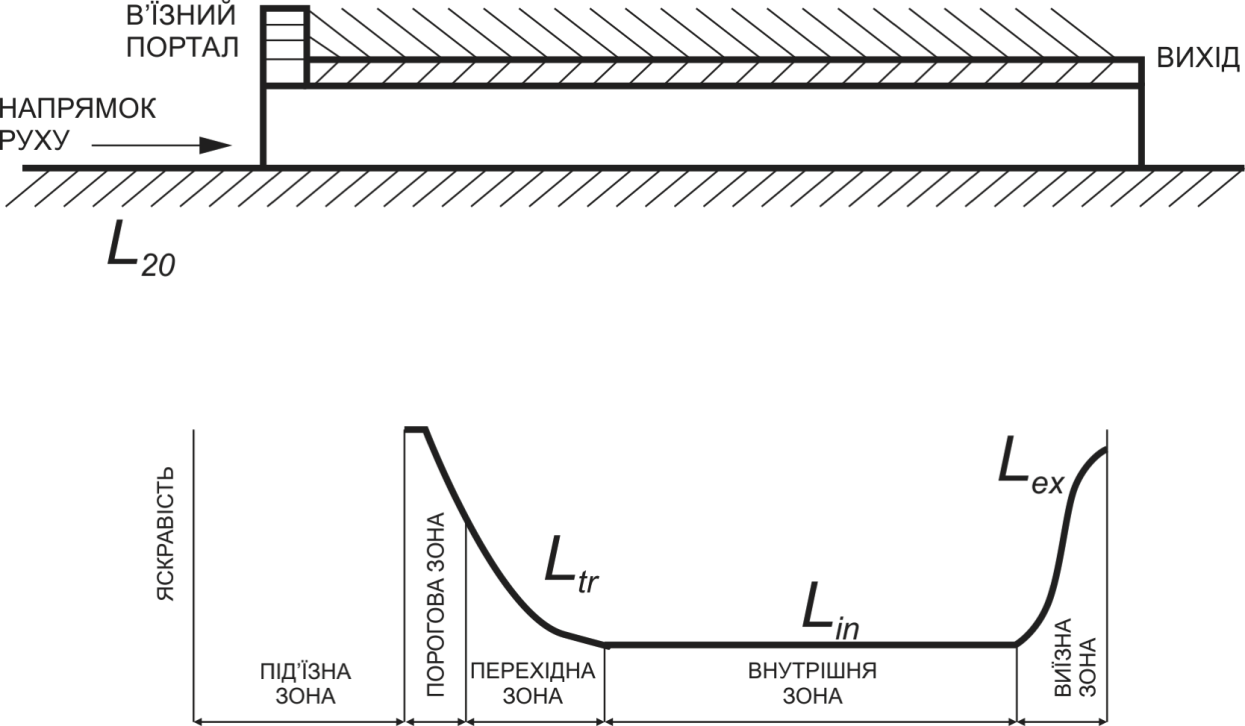 В'ЇЗНИЙ
ПОРТАЛ
ВИХІД
НАПРЯМОК
РУХУ
L20
ЯСКРАВІСТЬ
ПІД'ЇЗНА
ЗОНА
ПОРОГОВА ЗОНА
Ltr
ПЕРЕХІДНА
ЗОНА
Lin
ВНУТРІШНЯ
ЗОНА
Lex
ВИЇЗНА
ЗОНА